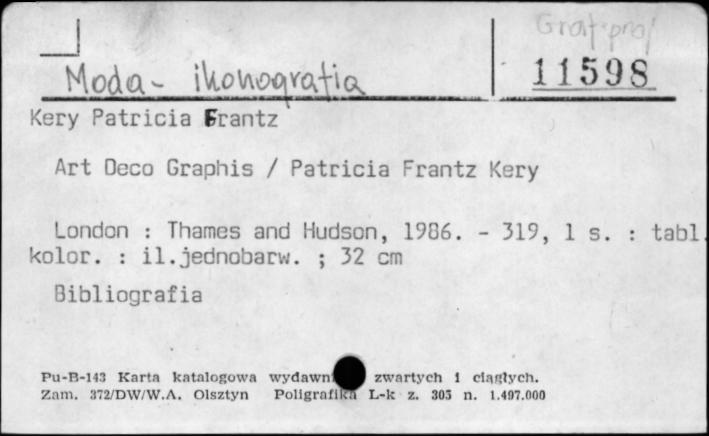 Graf. proj
Moda - ikonografia
11598
Kery Patricia Frantz
Art Deco Graphis / Patricia Frantz Kery
London : Thames and Hudson, 1986. - 319, 1 s. : tabl.
kolor. : il.jednobarw. ; 32 cm
Bibliografia
Pu-B-143 Karta katalogowa wydawni zwartych i ciągłych.
Zam. 372/DW/W.A. Olsztyn Poligrafika L-k z. 303 n. 1.497.000